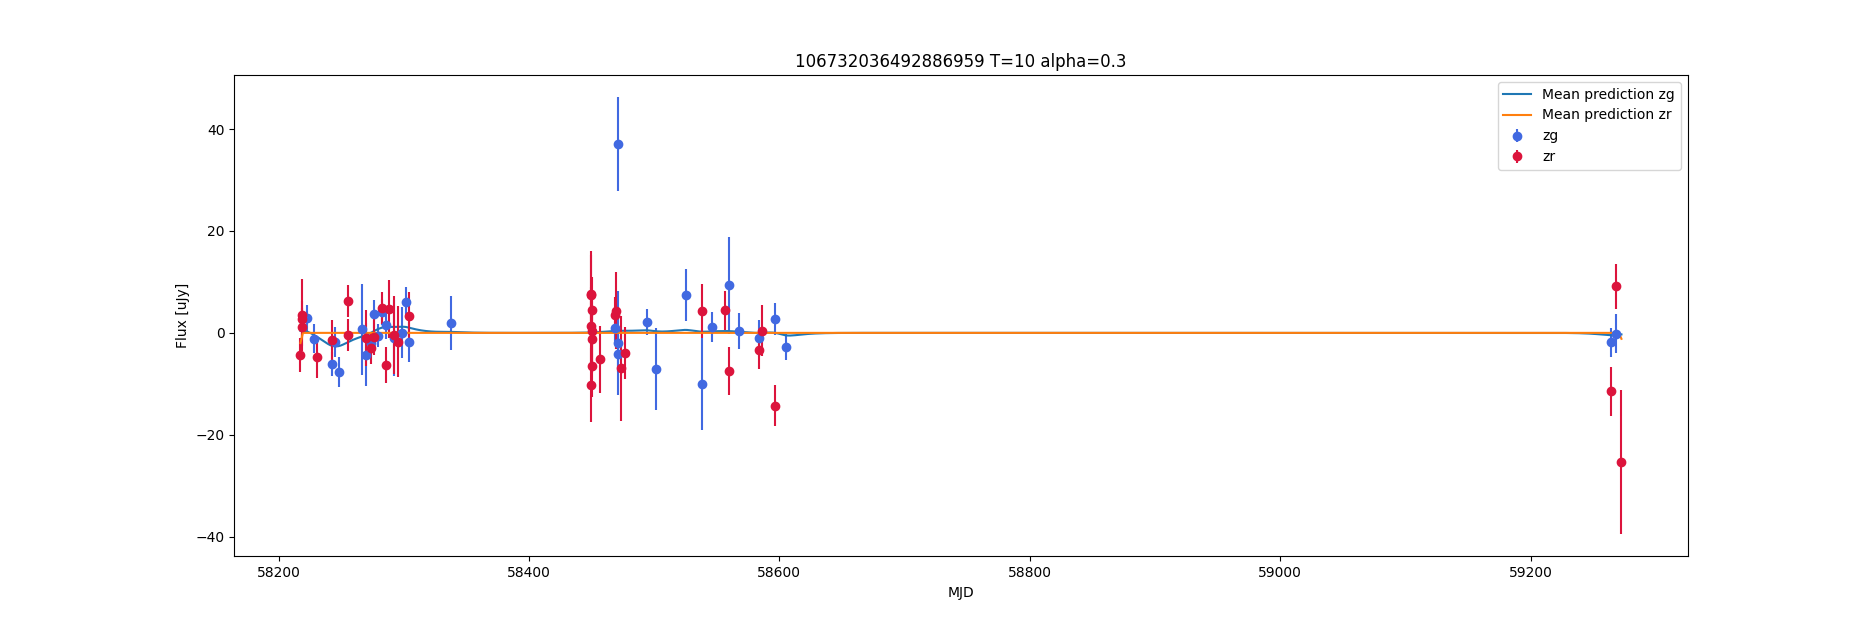 106732036492886959 T=10 alpha=0.3
Mean prediction zg
Mean prediction zr
zg
zr
Flux [uJy]
40
20
0
−20
−40
58200
58400
58600
58800
59000
59200
MJD